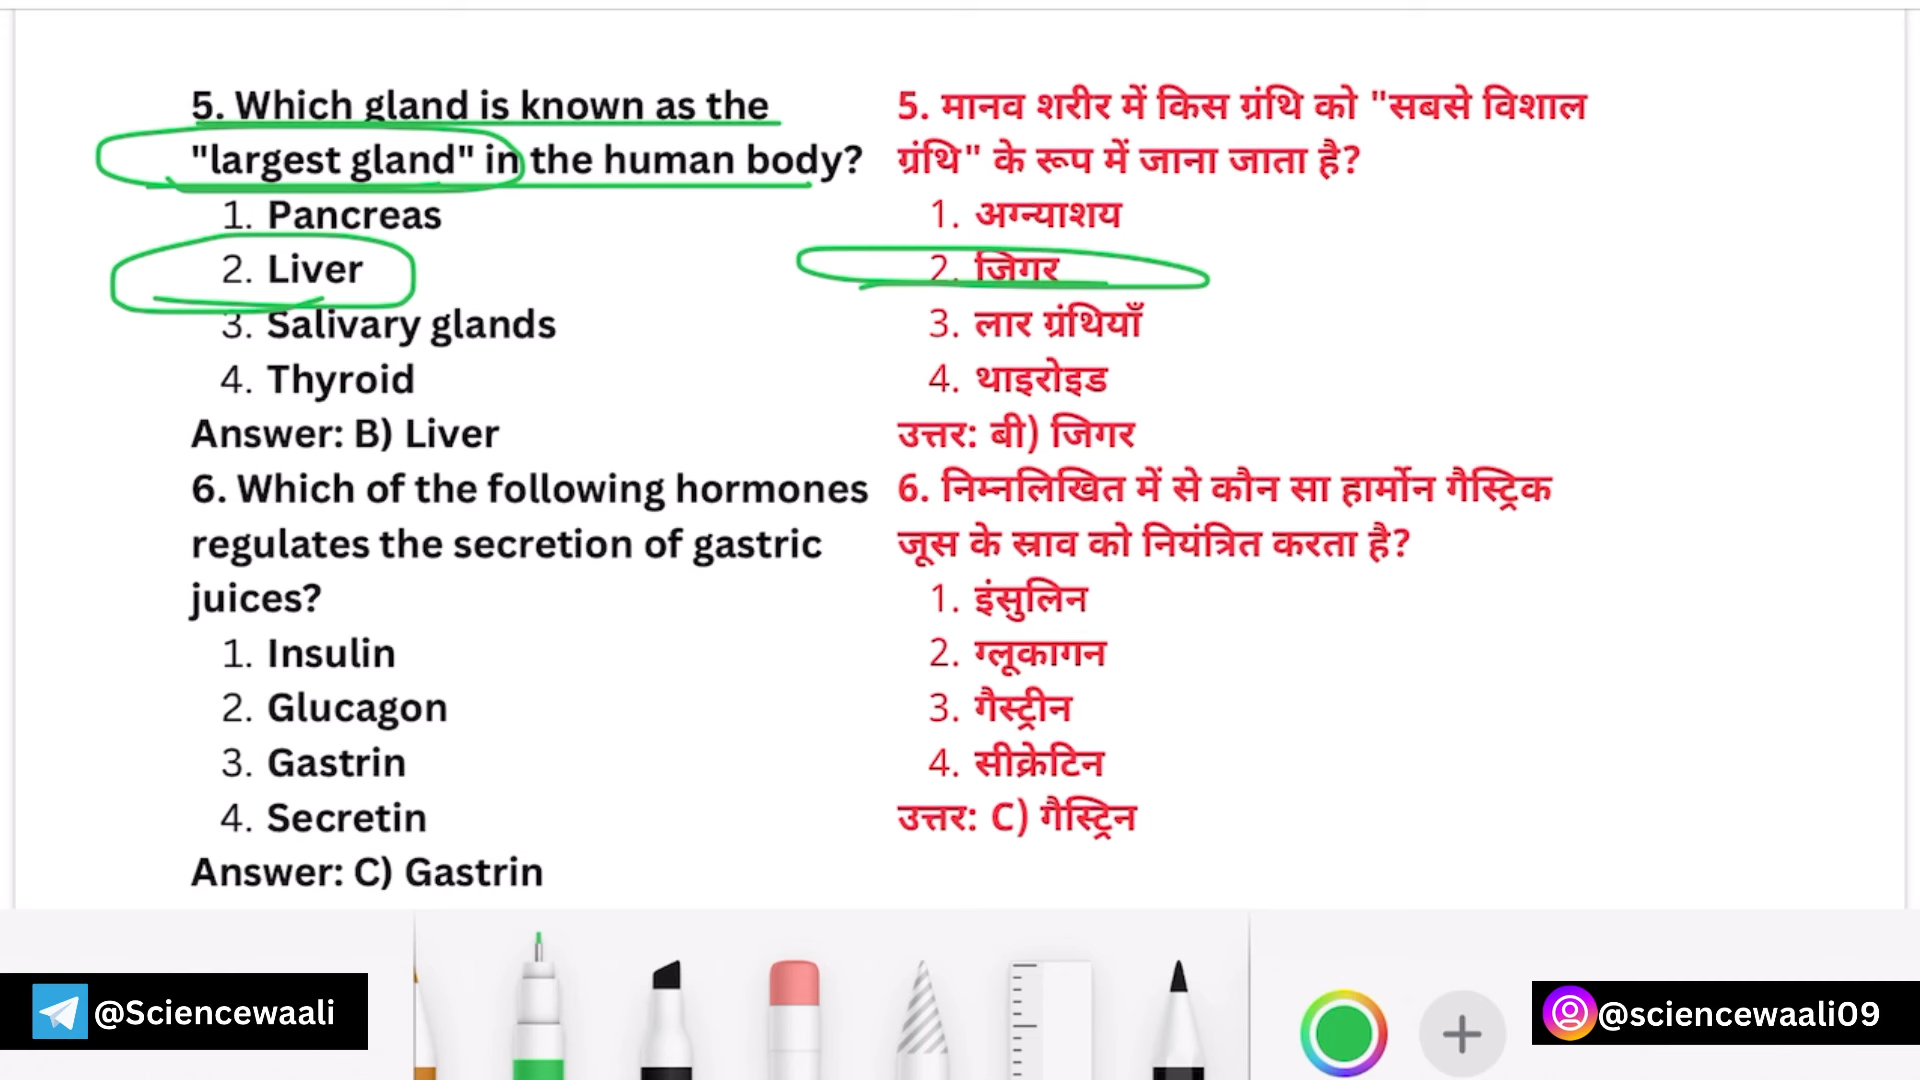 5. Which gland is known as the
"largest gland" in the human body?
1. Pancreas
2. Liver
3. Salivary glands
4. Thyroid
Answer: B) Liver
6. Which of the following hormones
regulates the secretion of gastric
juices?
1. Insulin
2. Glucagon
3. Gastrin
4. Secretin
Answer: C) Gastrin
5. मानव शरीर में किस ग्रंथि को "सबसे विशाल
ग्रंथि" के रूप में जाना जाता है?
1. अग्न्याशय
2. जिगर
3. लार ग्रंथियाँ
4. थाइरोइड
उत्तर: बी) जिगर
6. निम्नलिखित में से कौन सा हार्मोन गैस्ट्रिक
जूस के स्राव को नियंत्रित करता है?
1. इंसुलिन
2. ग्लूकागन
3. गैस्ट्रीन
4. सीक्रेटिन
उत्तर: C) गैस्ट्रिन
@Sciencewaali
@sciencewaali09